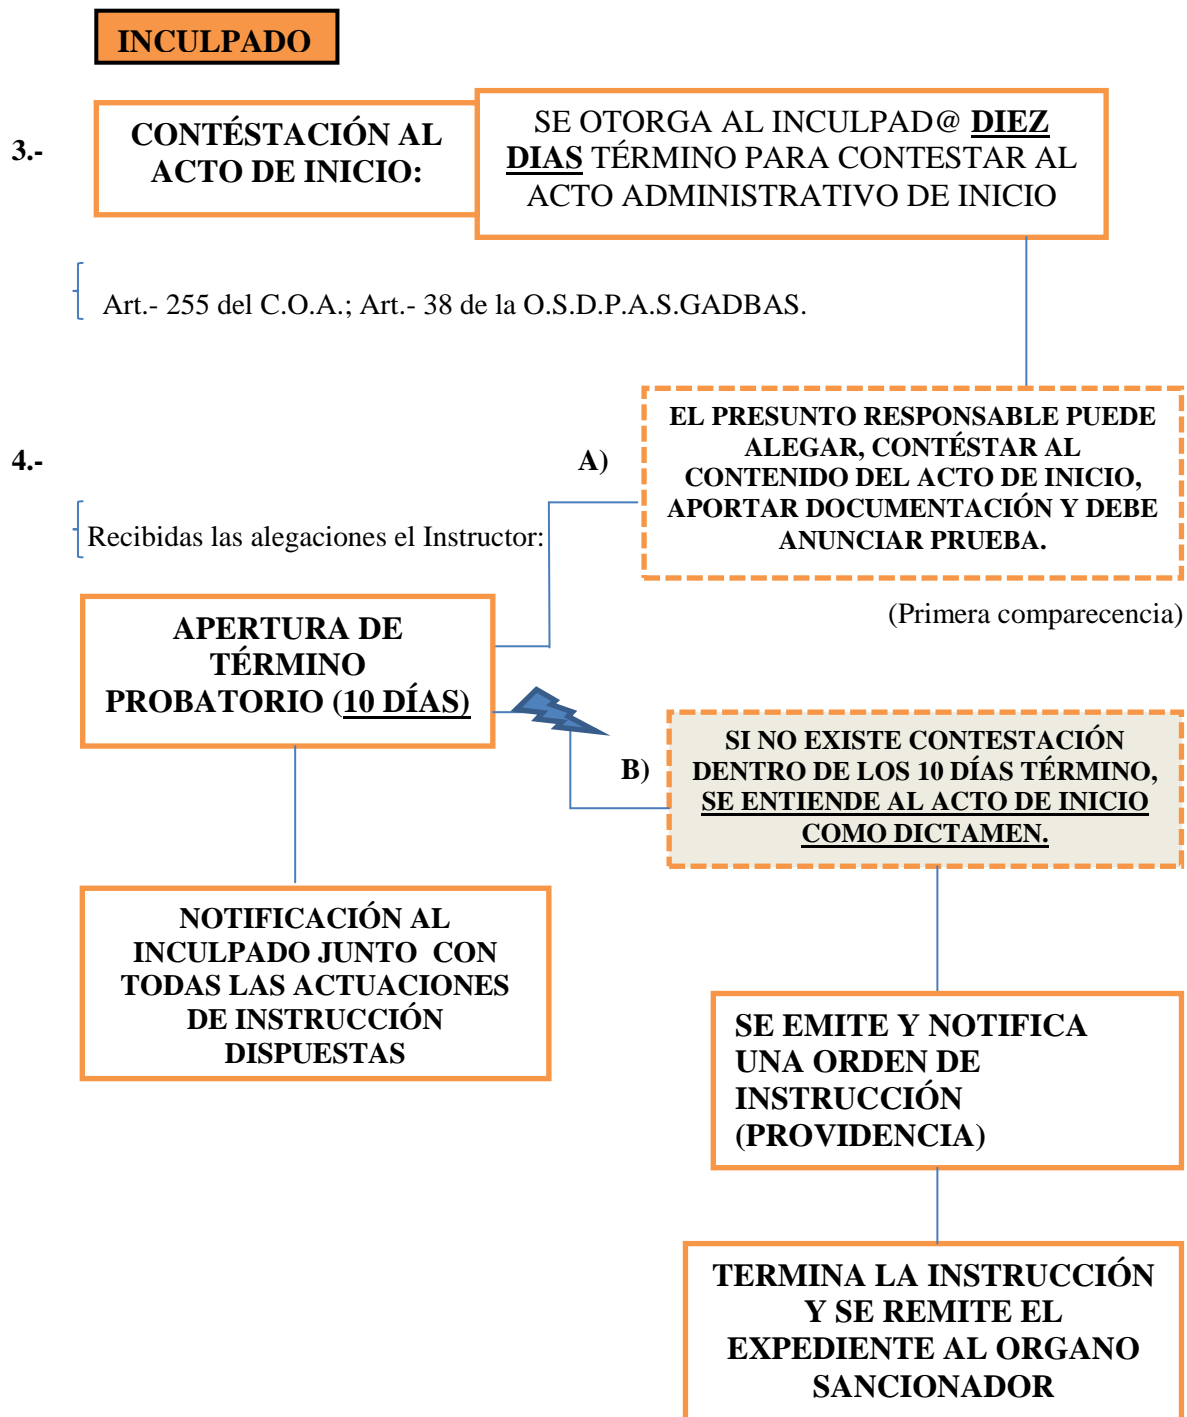 INCULPADO
3.-
CONTÉSTACIÓN AL
ACTO DE INICIO:
SE OTORGA AL INCULPAD@ DIEZ
DIAS TÉRMINO PARA CONTESTAR AL
ACTO ADMINISTRATIVO DE INICIO
Art.- 255 del C.O.A.; Art.- 38 de la O.S.D.P.A.S.GADBAS.
4.-
A)
EL PRESUNTO RESPONSABLE PUEDE
ALEGAR, CONTÉSTAR AL
CONTENIDO DEL ACTO DE INICIO,
APORTAR DOCUMENTACIÓN Y DEBE
ANUNCIAR PRUEBA.
(Primera comparecencia)
Recibidas las alegaciones el Instructor:
APERTURA DE
TÉRMINO
PROBATORIO (10 DÍAS)
B)
SI NO EXISTE CONTESTACIÓN
DENTRO DE LOS 10 DÍAS TÉRMINO,
SE ENTIENDE AL ACTO DE INICIO
COMO DICTAMEN.
NOTIFICACIÓN AL
INCULPADO JUNTO CON
TODAS LAS ACTUACIONES
DE INSTRUCCIÓN
DISPUESTAS
SE EMITE Y NOTIFICA
UNA ORDEN DE
INSTRUCCIÓN
(PROVIDENCIA)
TERMINA LA INSTRUCCIÓN
Y SE REMITE EL
EXPEDIENTE AL ORGANO
SANCIONADOR